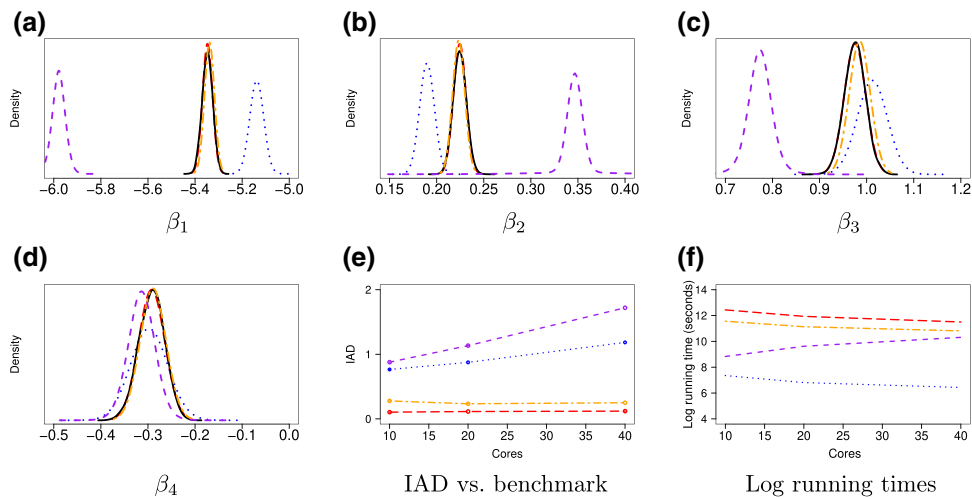 (a)
Density
−6.0 −5.8 −5.6 −5.4 −5.2 −5.0
β1
(b)
Density
0.15 0.20 0.25 0.30 0.35 0.40
β2
(c)
Density
0.7 0.8 0.9 1.0 1.1 1.2
β3
(d)
Density
−0.5 −0.4 −0.3 −0.2 −0.1 0.0
β4
(e)
IAD
2
1
0
10 15 20 25 30 35 40
Cores
IAD vs. benchmark
(f)
Log running time (seconds)
14
12
10
8
6
4
10 15 20 25 30 35 40
Cores
Log running times